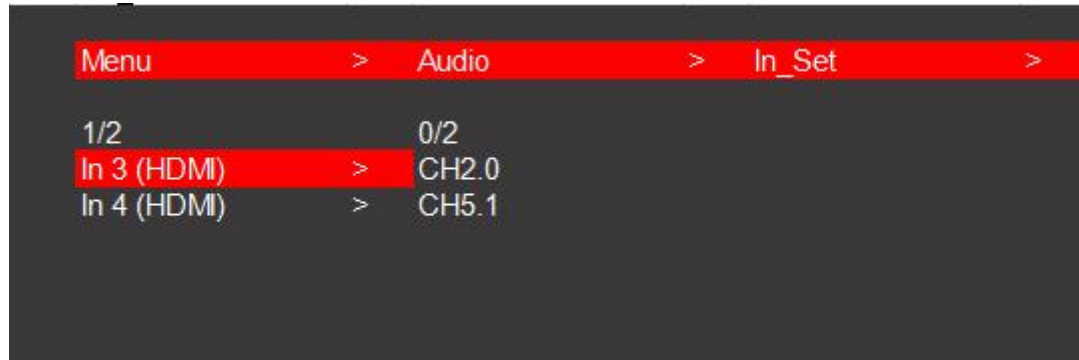 Menu > Audio > In_Set >
1/2 0/2
In 3 (HDMI) > CH2.0
In 4 (HDMI) > CH5.1